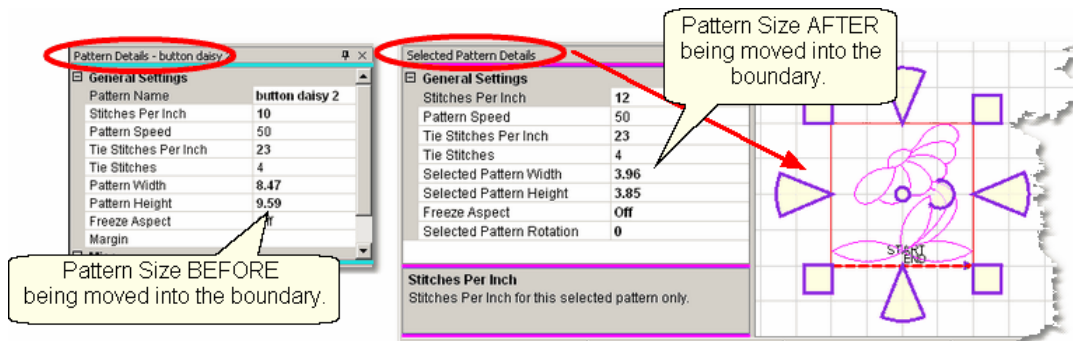 Pattern Details - button daisy
General Settings
Pattern Name button daisy 2
Stitches Per Inch 10
Pattern Speed 50
Tie Stitches Per Inch 23
Tie Stitches 4
Pattern Width 8.47
Pattern Height 9.59
Freeze Aspect
Margin
Pattern Size BEFORE
being moved into the boundary.
Selected Pattern Details
General Settings
Stitches Per Inch 12
Pattern Speed 50
Tie Stitches Per Inch 23
Tie Stitches 4
Selected Pattern Width 3.96
Selected Pattern Height 3.85
Freeze Aspect Off
Selected Pattern Rotation 0
Stitches Per Inch
Stitches Per Inch for this selected pattern only.
Pattern Size AFTER
being moved into the
boundary.
START
END